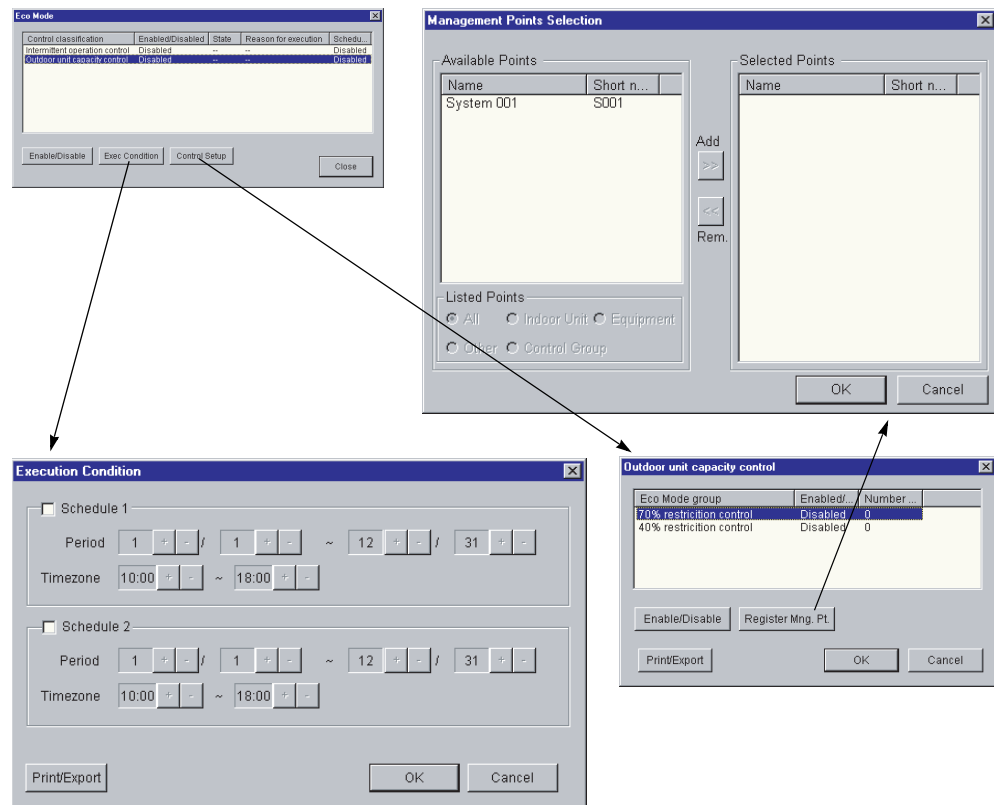 Eco Mode
Control classification Enabled/Disabled State Reason for execution Schedu...
Intermittent operation control Disabled -- -- Disabled
Outdoor unit capacity control Disabled -- -- Disabled
Enable/Disable Exec Condition Control Setup
Close
Management Points Selection
Available Points
Name Short n...
System 001 S001
Add
>>
<<
Rem.
Selected Points
Name Short n...
Listed Points
All Indoor Unit Equipment
Other Control Group
OK Cancel
Execution Condition
Schedule 1
Period 1 + - / 1 + - ~ 12 + - / 31 + -
Timezone 10:00 + - ~ 18:00 + -
Schedule 2
Period 1 + - / 1 + - ~ 12 + - / 31 + -
Timezone 10:00 + - ~ 18:00 + -
Print/Export OK Cancel
Outdoor unit capacity control
Eco Mode group Enabled/... Number ...
70% restricition control Disabled 0
40% restricition control Disabled 0
Enable/Disable Register Mng. Pt.
Print/Export OK Cancel